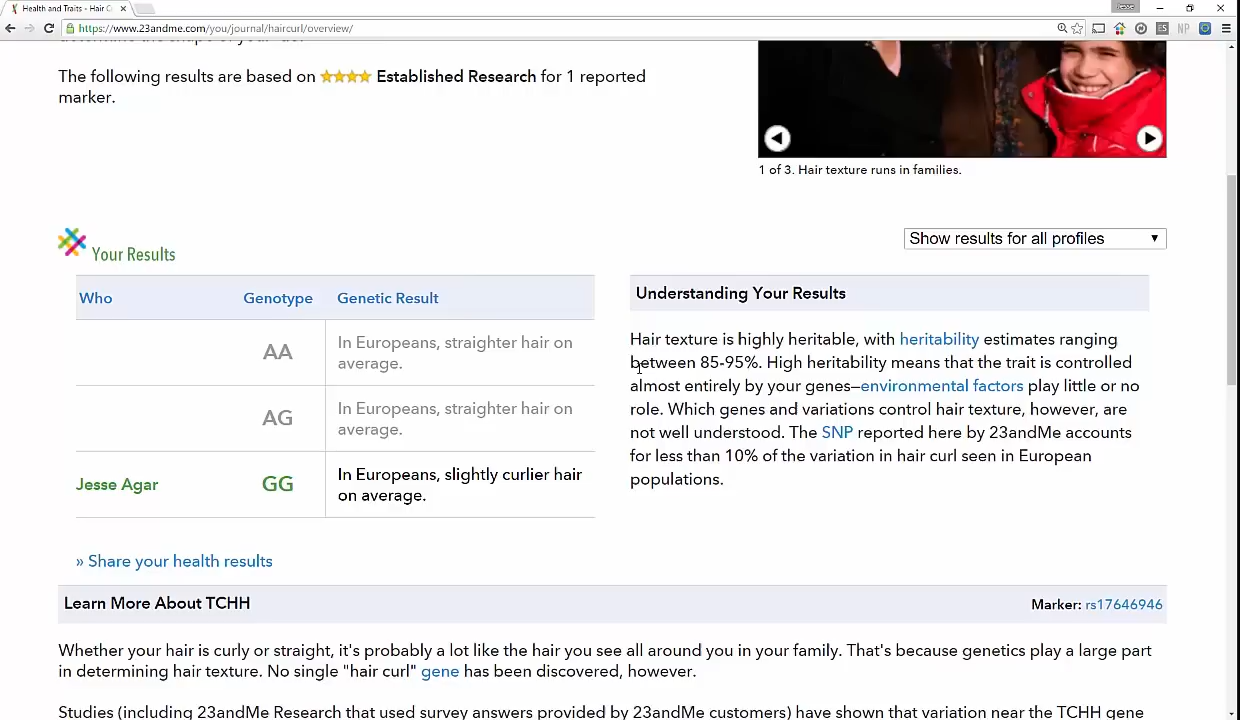 Health and Traits - Hair C
Jesse
https://www.23andme.com/you/journal/haircurl/overview/
ES
NP
The following results are based on ★★★★ Established Research for 1 reported
marker.
1 of 3. Hair texture runs in families.
Your Results
Show results for all profiles
Who Genotype Genetic Result
AA In Europeans, straighter hair on
average.
AG In Europeans, straighter hair on
average.
Jesse Agar GG In Europeans, slightly curlier hair
on average.
» Share your health results
Understanding Your Results
Hair texture is highly heritable, with heritability estimates ranging
between 85-95%. High heritability means that the trait is controlled
almost entirely by your genes—environmental factors play little or no
role. Which genes and variations control hair texture, however, are
not well understood. The SNP reported here by 23andMe accounts
for less than 10% of the variation in hair curl seen in European
populations.
Learn More About TCHH
Marker: rs17646946
Whether your hair is curly or straight, it's probably a lot like the hair you see all around you in your family. That's because genetics play a large part
in determining hair texture. No single "hair curl" gene has been discovered, however.
Studies (including 23andMe Research that used survey answers provided by 23andMe customers) have shown that variation near the TCHH gene